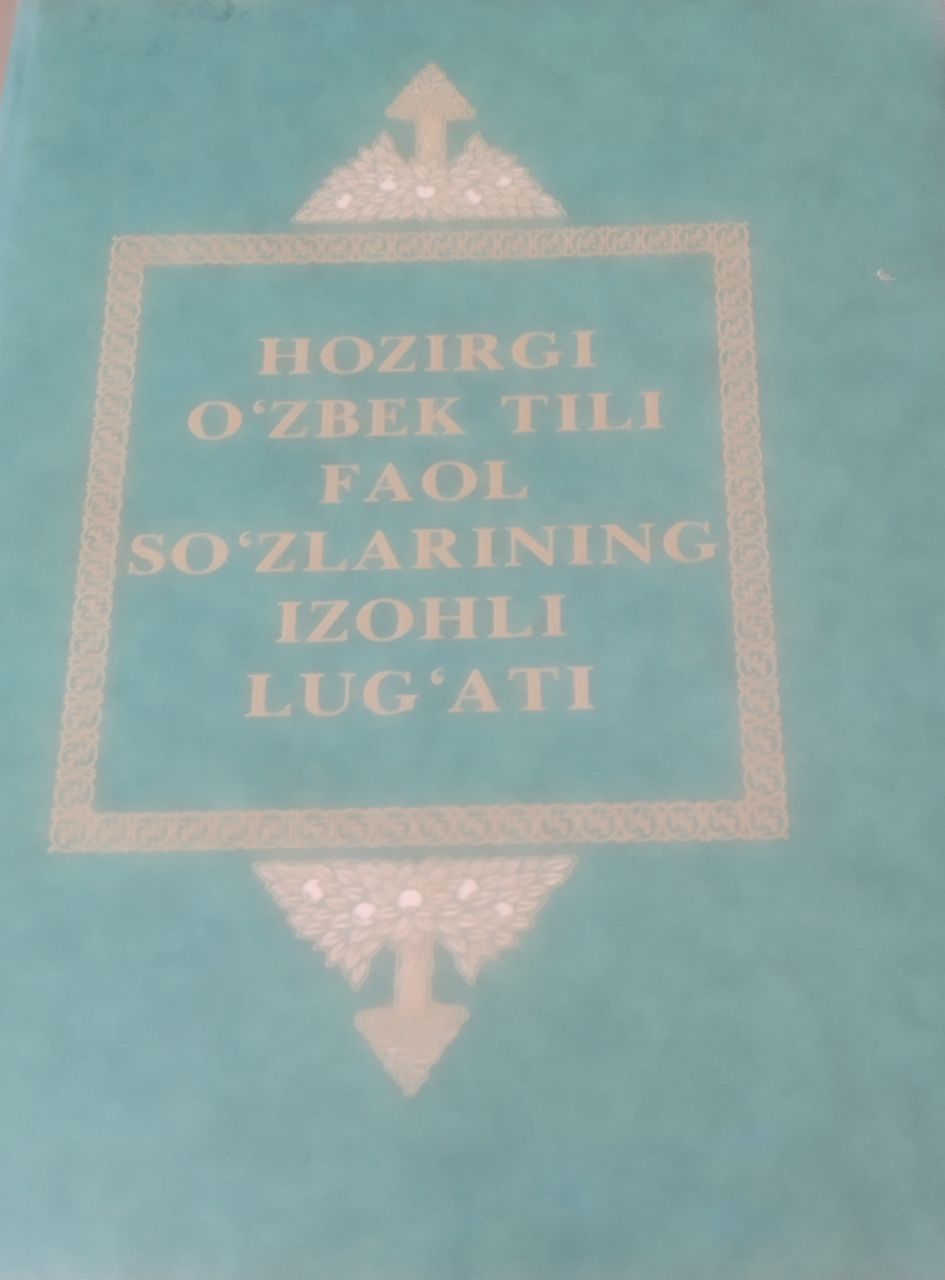 HOZIRGI
O‘ZBEK TILI
FAOL
SO‘ZLARINING
IZOHLI
LUG‘ATI